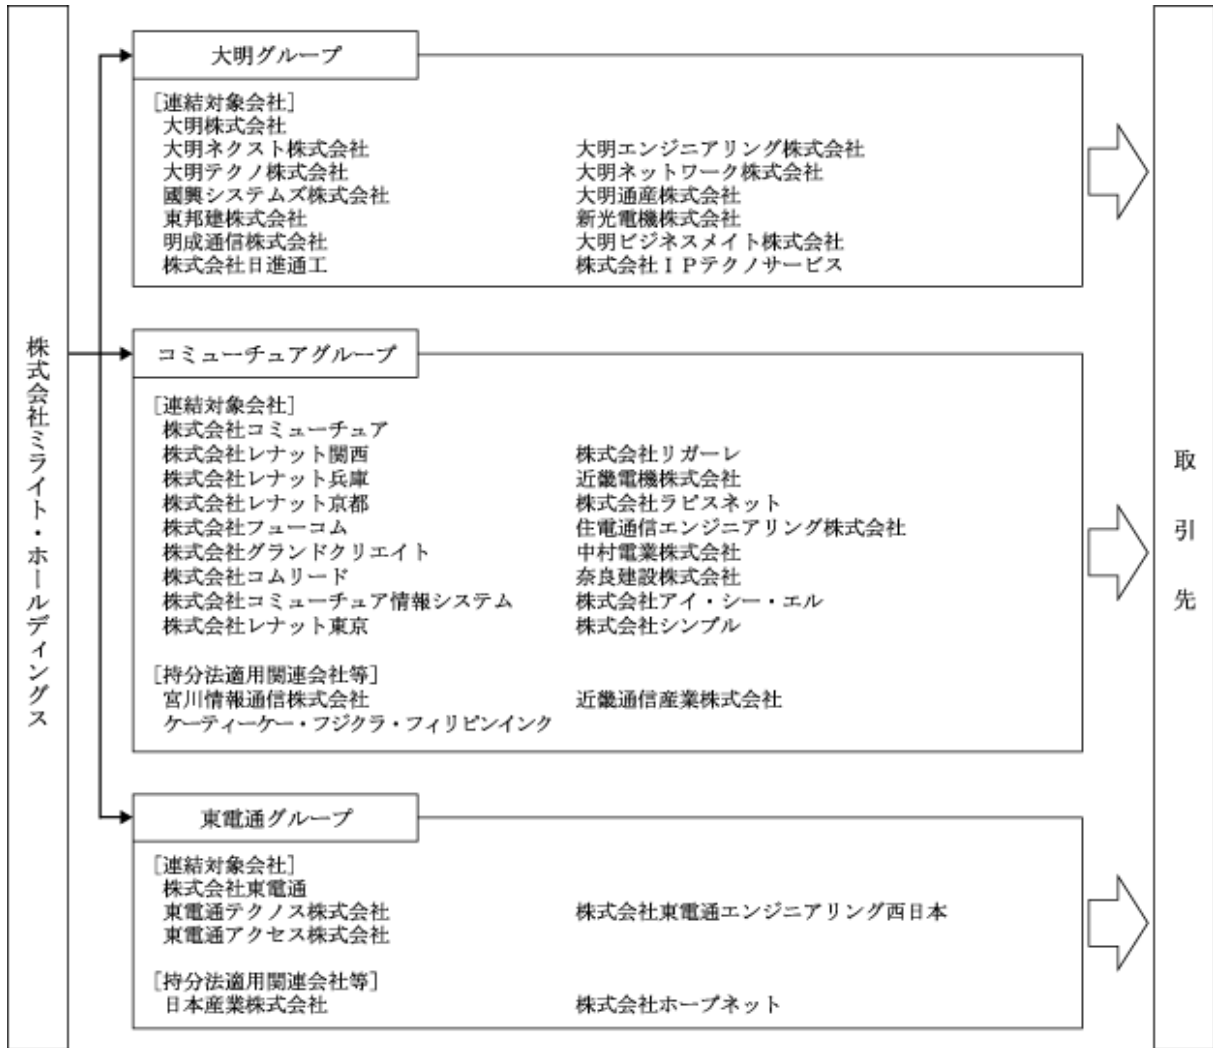 株式会社ミライト・ホールディングス
大明グループ
[連結対象会社]
大明株式会社
大明ネクスト株式会社 大明エンジニアリング株式会社
大明テクノ株式会社 大明ネットワーク株式会社
國興システムズ株式会社 大明通産株式会社
東邦建株式会社 新光電機株式会社
明成通信株式会社 大明ビジネスメイト株式会社
株式会社日進通工 株式会社ＩＰテクノサービス
コミューチュアグループ
[連結対象会社]
株式会社コミューチュア
株式会社レナット関西 株式会社リガーレ
株式会社レナット兵庫 近畿電機株式会社
株式会社レナット京都 株式会社ラピスネット
株式会社フューコム 住電通信エンジニアリング株式会社
株式会社グランドクリエイト 中村電業株式会社
株式会社コムリード 奈良建設株式会社
株式会社コミューチュア情報システム 株式会社アイ・シー・エル
株式会社レナット東京 株式会社シンプル
[持分法適用関連会社等]
宮川情報通信株式会社 近畿通信産業株式会社
ケーティーケー・フジクラ・フィリピンインク
東電通グループ
[連結対象会社]
株式会社東電通
東電通テクノス株式会社 株式会社東電通エンジニアリング西日本
東電通アクセス株式会社
[持分法適用関連会社等]
日本産業株式会社 株式会社ホープネット
取引先